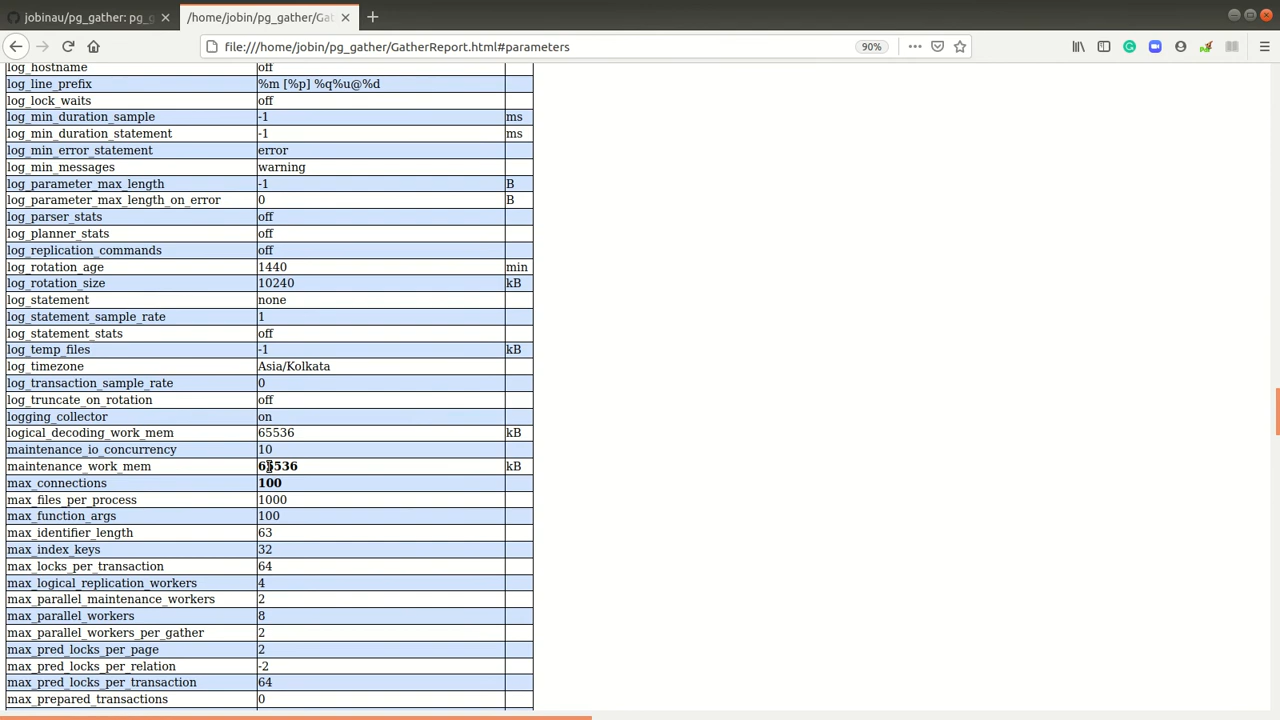 jobinau/pg_gather: pg_g
/home/jobin/pg_gather/Gat
file:///home/jobin/pg_gather/GatherReport.html#parameters
90%
log_hostname off
log_line_prefix %m [%p] %q%u@%d
log_lock_waits off
log_min_duration_sample -1 ms
log_min_duration_statement -1 ms
log_min_error_statement error
log_min_messages warning
log_parameter_max_length -1 B
log_parameter_max_length_on_error 0 B
log_parser_stats off
log_planner_stats off
log_replication_commands off
log_rotation_age 1440 min
log_rotation_size 10240 kB
log_statement none
log_statement_sample_rate 1
log_statement_stats off
log_temp_files -1 kB
log_timezone Asia/Kolkata
log_transaction_sample_rate 0
log_truncate_on_rotation off
logging_collector on
logical_decoding_work_mem 65536 kB
maintenance_io_concurrency 10
maintenance_work_mem 65536 kB
max_connections 100
max_files_per_process 1000
max_function_args 100
max_identifier_length 63
max_index_keys 32
max_locks_per_transaction 64
max_logical_replication_workers 4
max_parallel_maintenance_workers 2
max_parallel_workers 8
max_parallel_workers_per_gather 2
max_pred_locks_per_page 2
max_pred_locks_per_relation -2
max_pred_locks_per_transaction 64
max_prepared_transactions 0